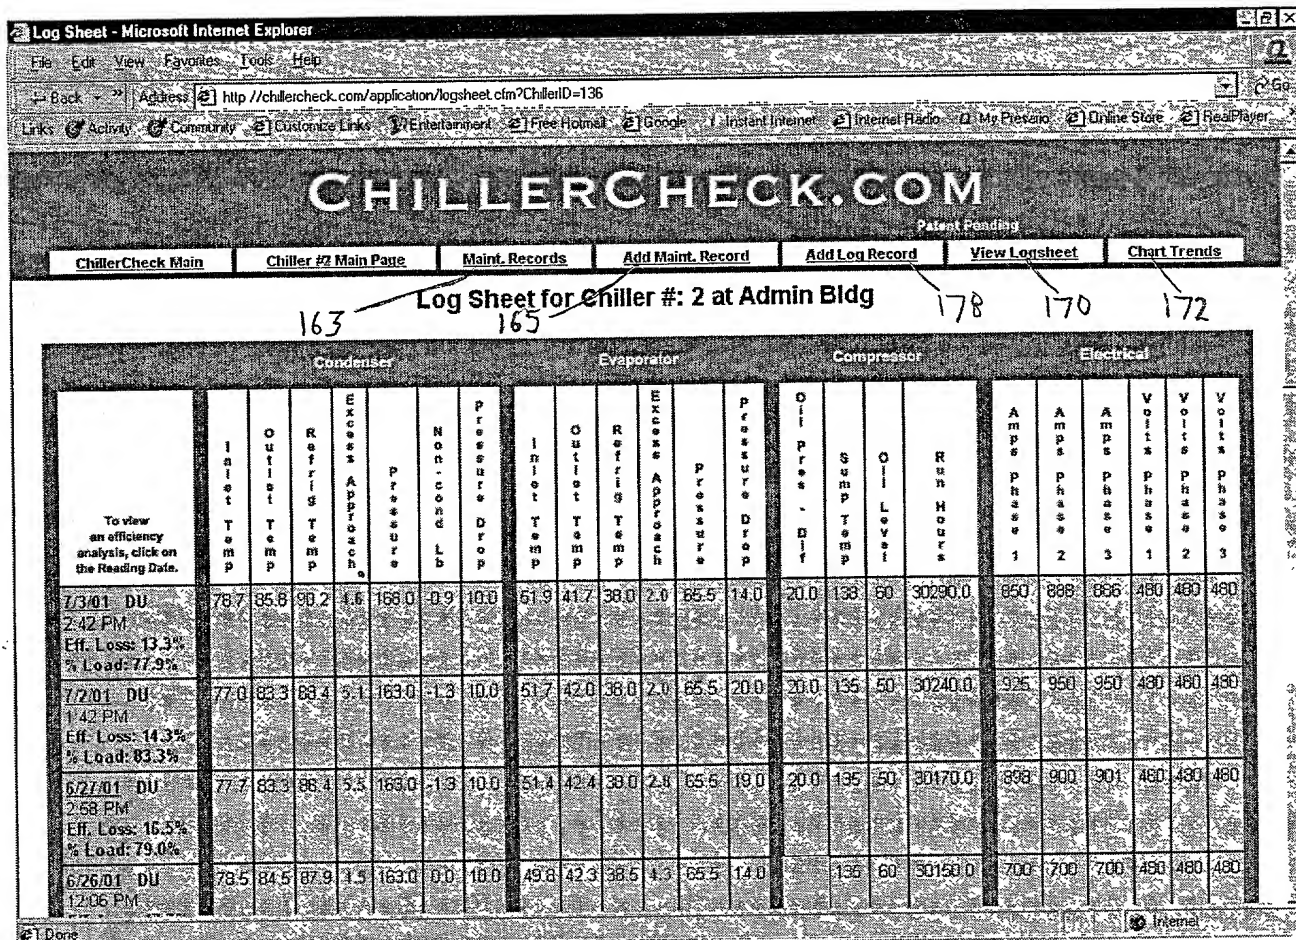 Log Sheet - Microsoft Internet Explorer
File Edit View Favorites Tools Help
Back » Address http //chillercheck.com/application/logsheet.cfm?ChillerID=136 Go
Links Activity Community Customize Links Entertainment Free Hotmail Google Instant Internet Internet Radio My Presario Online Store RealPlayer
CHILLERCHECK.COM
Patent Pending
ChillerCheck Main Chiller #2 Main Page Maint. Records Add Maint. Record Add Log Record View Logsheet Chart Trends
Log Sheet for Chiller #: 2 at Admin Bldg
163 165 178 170 172
Condenser Evaporator Compressor Electrical
To view an efficiency analysis, click on the Reading Date. Inlet Temp Outlet Temp Refrig Temp Excess Approach Pressure Non-cond Lb Pressure Drop Inlet Temp Outlet Temp Refrig Temp Excess Approach Pressure Pressure Drop Oil Pres - Dif Sump Temp Oil Level Run Hours Amps Phase 1 Amps Phase 2 Amps Phase 3 Volts Phase 1 Volts Phase 2 Volts Phase 3
7/3/01 DU 78.7 85.8 90.2 4.6 168.0 -0.9 10.0 51.9 41.7 38.0 2.0 65.5 14.0 20.0 138 60 30290.0 850 888 886 480 480 480
2:42 PM
Eff. Loss: 13.3%
% Load: 77.9%
7/2/01 DU 77.0 83.3 88.4 5.1 163.0 -1.3 10.0 51.7 42.0 38.0 2.0 65.5 20.0 20.0 135 50 30240.0 925 950 950 480 480 480
1:42 PM
Eff. Loss: 14.3%
% Load: 83.3%
6/27/01 DU 77.7 83.3 88.4 5.5 163.0 -1.3 10.0 51.4 42.4 38.0 2.8 65.5 19.0 20.0 135 50 30170.0 898 900 901 480 480 480
2:58 PM
Eff. Loss: 16.5%
% Load: 79.0%
6/26/01 DU 78.5 84.5 87.9 4.5 163.0 0.0 10.0 49.8 42.3 38.5 4.3 65.5 14.0 135 60 30150.0 700 700 700 480 480 480
12:06 PM
Done Internet